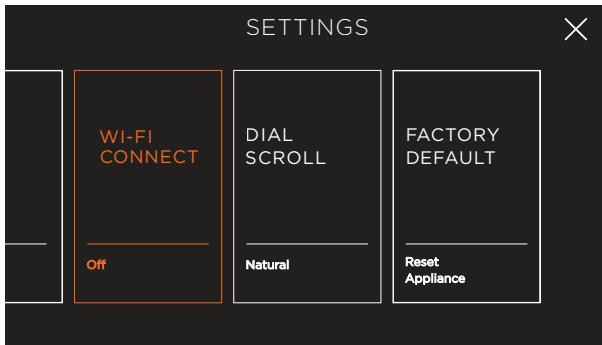 SETTINGS
WI-FI
CONNECT
Off
DIAL
SCROLL
Natural
FACTORY
DEFAULT
Reset
Appliance